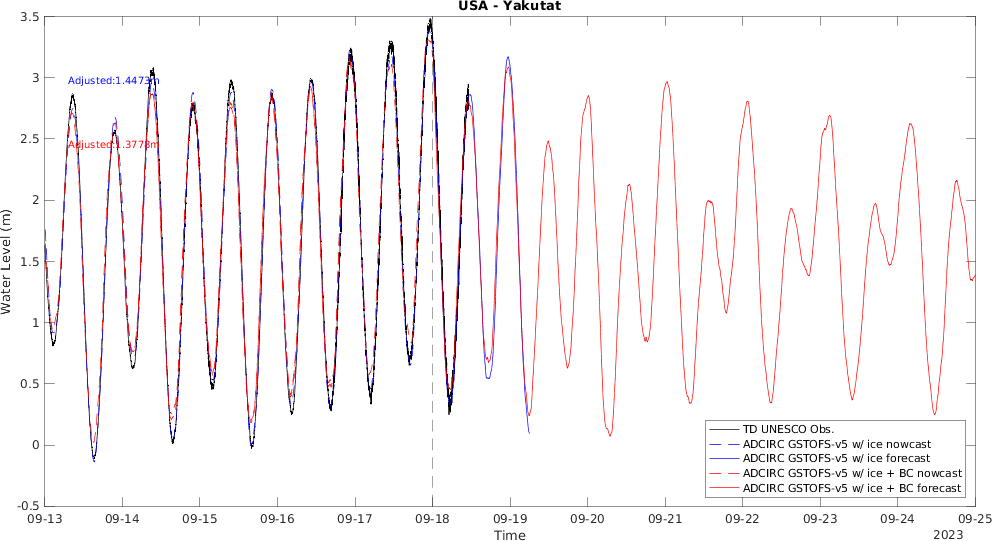 USA - Yakutat
3.5
3
2.5
2
1.5
1
0.5
0
-0.5
Water Level (m)
Adjusted:1.4473m
Adjusted:1.3778m
TD UNESCO Obs.
ADCIRC GSTOFS-v5 w/ ice nowcast
ADCIRC GSTOFS-v5 w/ ice forecast
ADCIRC GSTOFS-v5 w/ ice + BC nowcast
ADCIRC GSTOFS-v5 w/ ice + BC forecast
09-13 09-14 09-15 09-16 09-17 09-18 09-19 09-20 09-21 09-22 09-23 09-24 09-25
Time
2023